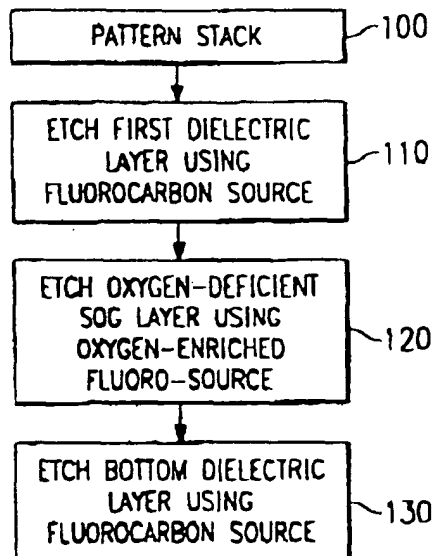 PATTERN STACK
100
ETCH FIRST DIELECTRIC
LAYER USING
FLUOROCARBON SOURCE
110
ETCH OXYGEN-DEFICIENT
SOG LAYER USING
OXYGEN-ENRICHED
FLUORO-SOURCE
120
ETCH BOTTOM DIELECTRIC
LAYER USING
FLUOROCARBON SOURCE
130